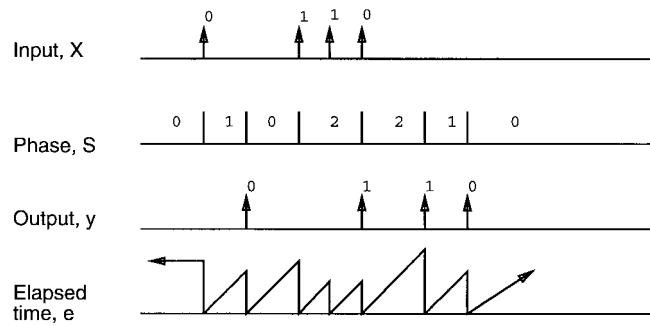 0 1 1 0
Input, X
0 1 0 2 2 1 0
Phase, S
0 1 1 0
Output, y
Elapsed
time, e